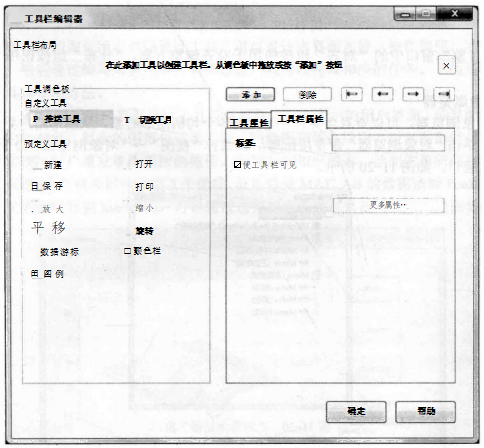 工具栏编辑器
工具栏布局
在此添加工具以创建工具栏。从调色板中拖放或按“添加”按钮
工具调色板
自定义工具
P 推送工具 T 切换工具
预定义工具
新建 打开
保存 打印
放大 缩小
平移 旋转
数据游标 颜色栏
图例
添加 删除
工具属性 工具栏属性
标签
使工具栏可见
更多属性…
确定 帮助